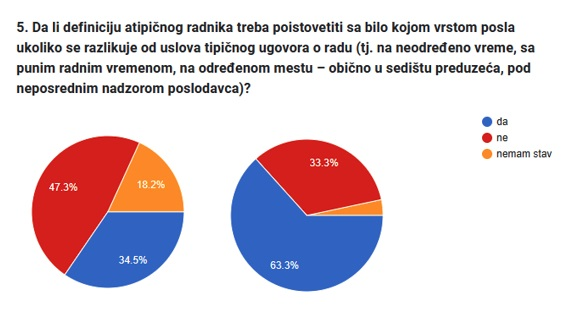 5. Da li definiciju atipičnog radnika treba poistovetiti sa bilo kojom vrstom posla
ukoliko se razlikuje od uslova tipičnog ugovora o radu (tj. na neodređeno vreme, sa
punim radnim vremenom, na određenom mestu – obično u sedištu preduzeća, pod
neposrednim nadzorom poslodavca)?
da
ne
nemam stav
47.3%
18.2%
34.5%
33.3%
63.3%